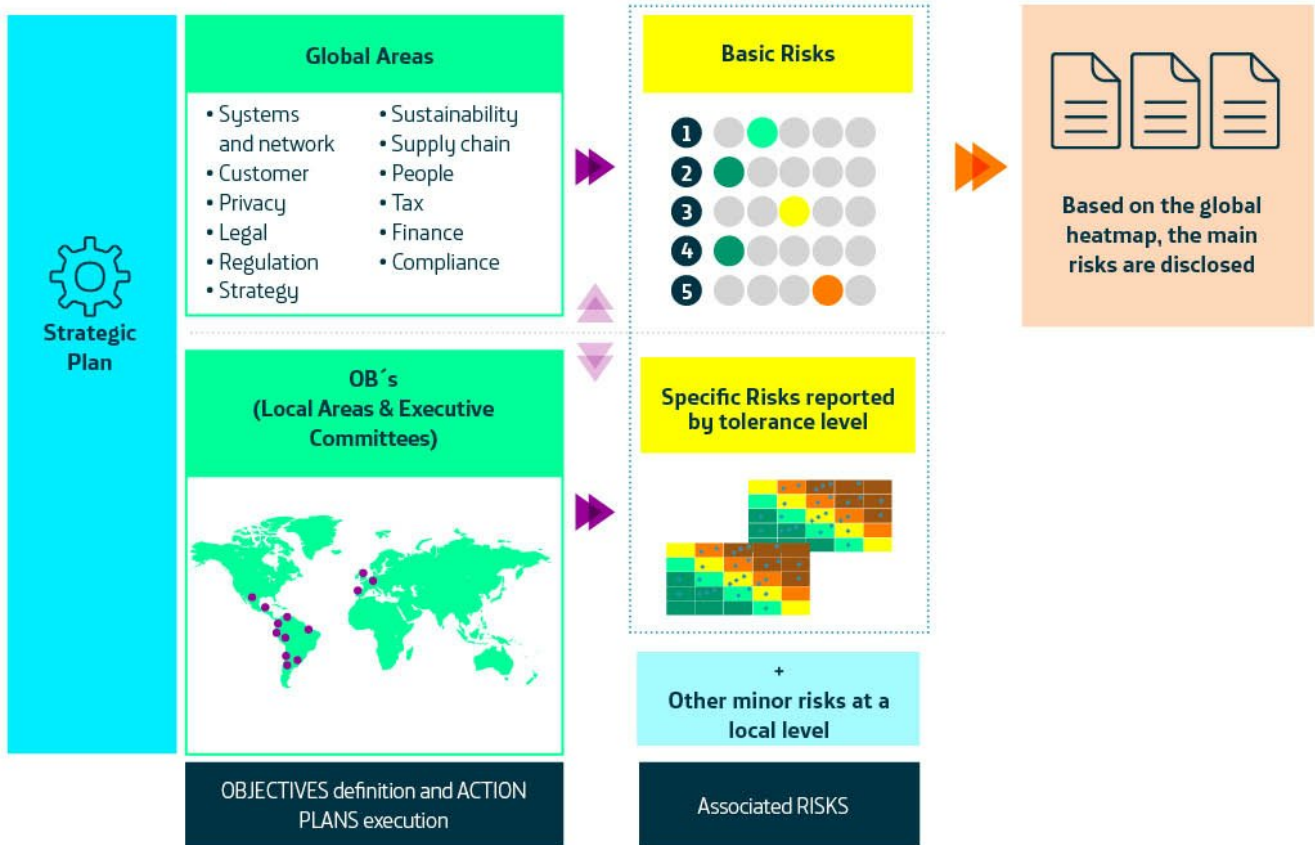 Strategic
Plan
Global Areas
• Systems
and network
• Customer
• Privacy
• Legal
• Regulation
• Strategy
• Sustainability
• Supply chain
• People
• Tax
• Finance
• Compliance
OB´s
(Local Areas & Executive
Committees)
OBJECTIVES definition and ACTION
PLANS execution
Basic Risks
1
2
3
4
5
Specific Risks reported
by tolerance level
+
Other minor risks at a
local level
Associated RISKS
Based on the global
heatmap, the main
risks are disclosed